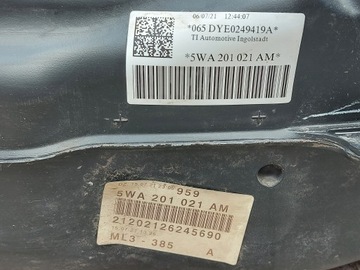 06/07/21 12:44:07
*065 DYE0249419A*
TI Automotive Ingolstadt
*5WA 201 021 AM*
959
5WA 201 021 AM
21202126245690
ML3 - 385 A